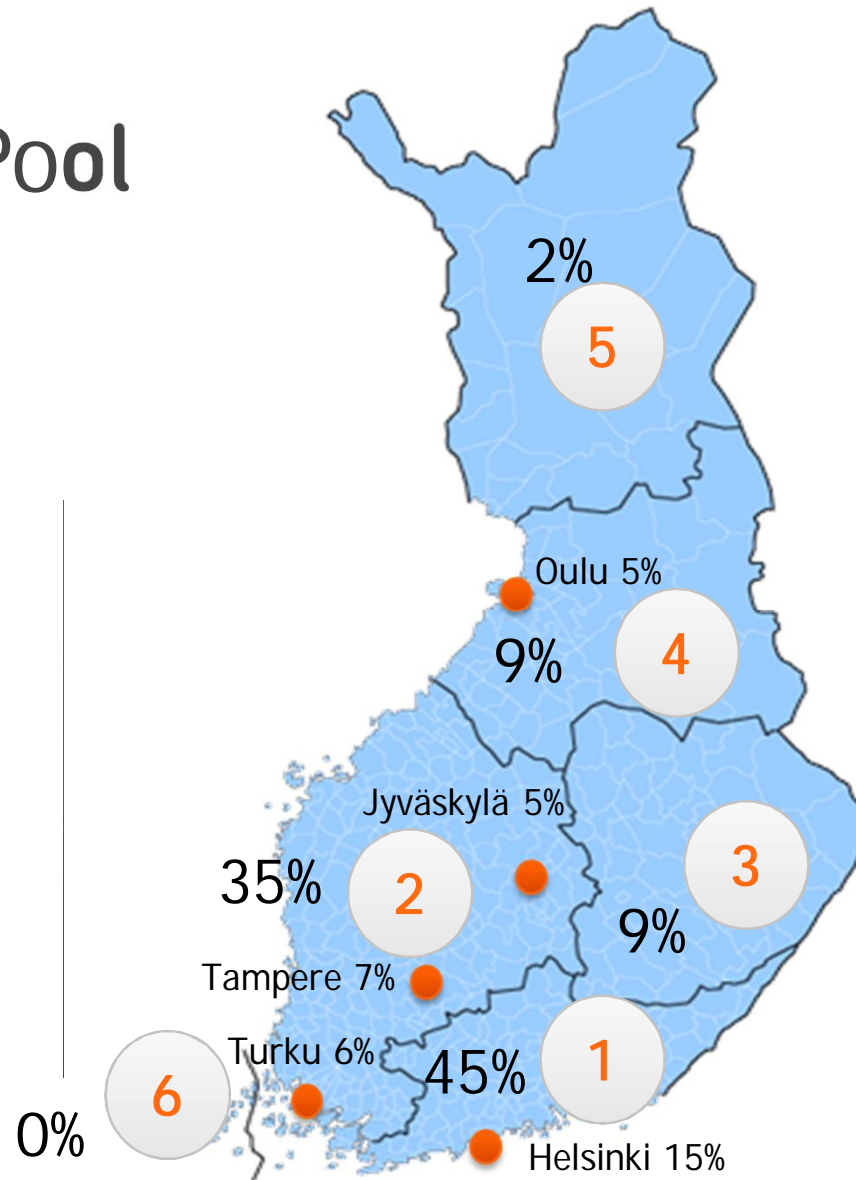 Pool
2%
5
Oulu 5%
9%
4
Jyväskylä 5%
35%
2
3
9%
Tampere 7%
Turku 6%
45%
1
6
0%
Helsinki 15%